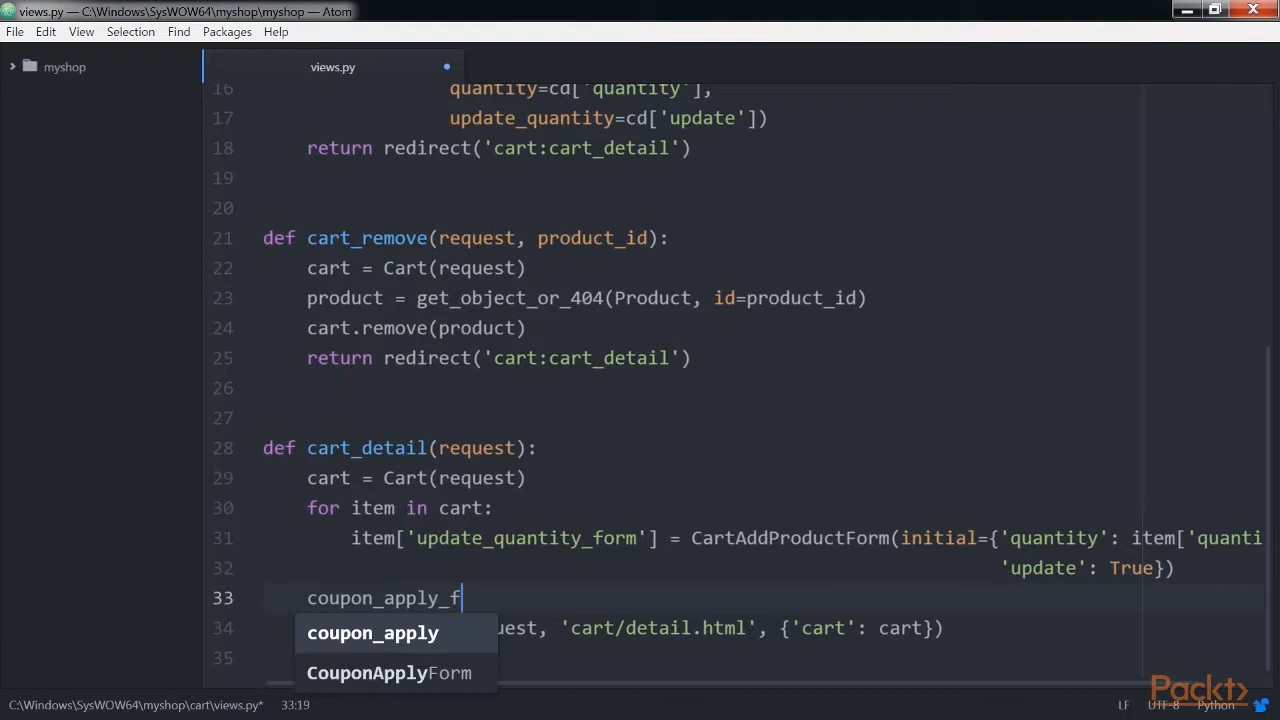 views.py — C:\Windows\SysWOW64\myshop\myshop — Atom
File Edit View Selection Find Packages Help
myshop
views.py
16 quantity=cd['quantity'],
17 update_quantity=cd['update'])
18 return redirect('cart:cart_detail')
19
20
21 def cart_remove(request, product_id):
22 cart = Cart(request)
23 product = get_object_or_404(Product, id=product_id)
24 cart.remove(product)
25 return redirect('cart:cart_detail')
26
27
28 def cart_detail(request):
29 cart = Cart(request)
30 for item in cart:
31 item['update_quantity_form'] = CartAddProductForm(initial={'quantity': item['quanti
32 'update': True})
33 coupon_apply_f
34 uest, 'cart/detail.html', {'cart': cart})
coupon_apply
35
CouponApplyForm
Packt>
C:\Windows\SysWOW64\myshop\cart\views.py* 33:19 LF UTF-8 Python